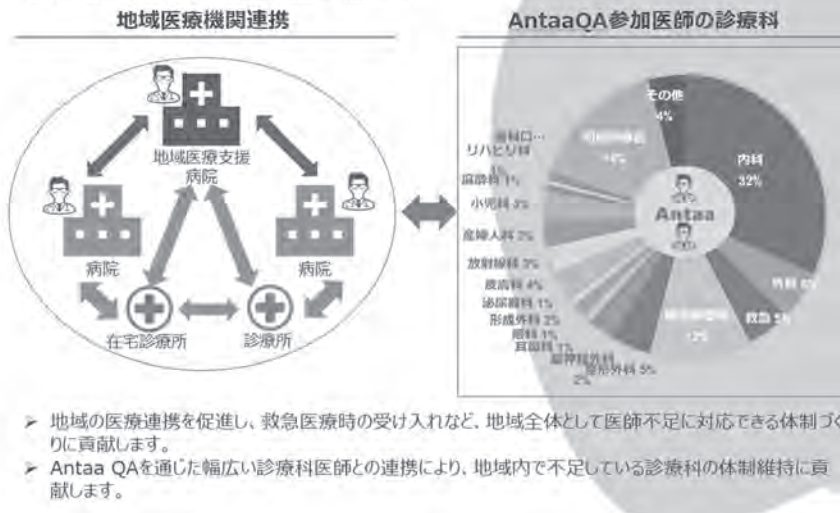 地域医療機関連携
AntaaQA参加医師の診療科
地域医療支援
病院
病院
病院
在宅診療所
診療所
Antaa
その他
4%
内科
32%
外科
救急 5%
整形外科 5%
2%
耳鼻科 1%
眼科 1%
形成外科 2%
泌尿器科 1%
皮膚科 4%
放射線科 3%
産婦人科 3%
小児科
麻酔科 1%
リハビリ科
➢ 地域の医療連携を促進し、救急医療時の受け入れなど、地域全体として医師不足に対応できる体制づく
りに貢献します。
➢ Antaa QAを通じた幅広い診療科医師との連携により、地域内で不足している診療科の体制維持に貢
献します。